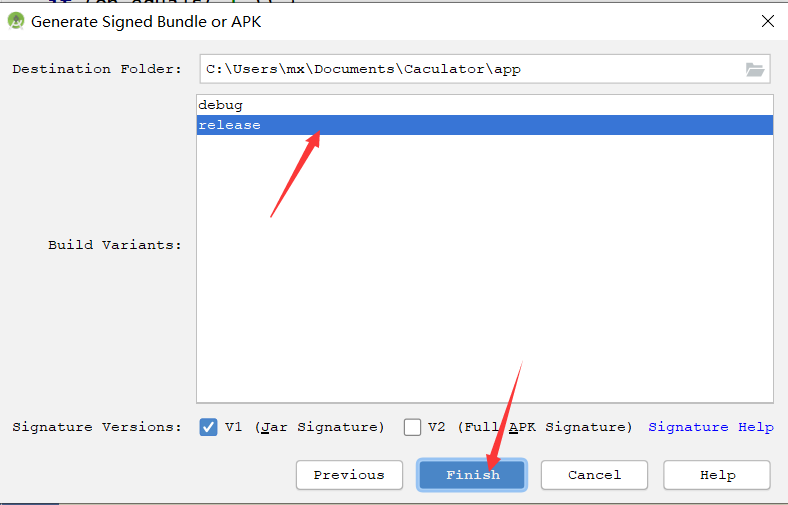 Generate Signed Bundle or APK
Destination Folder: C:\Users\mx\Documents\Caculator\app
debug
release
Build Variants:
Signature Versions: V1 (Jar Signature) V2 (Full APK Signature) Signature Help
Previous Finish Cancel Help